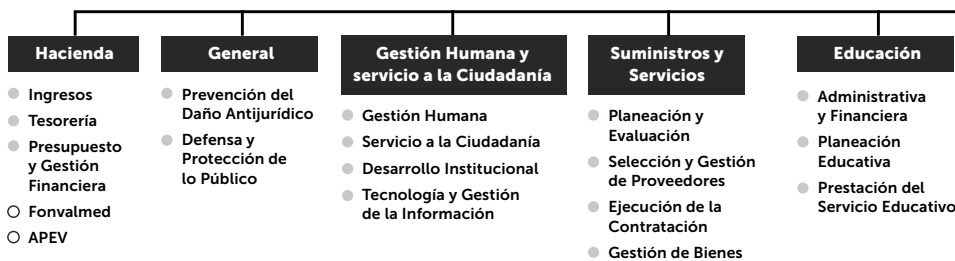 Hacienda
Ingresos
Tesorería
Presupuesto
y Gestión
Financiera
Fonvalmed
APEV
General
Prevención del
Daño Antijurídico
Defensa y
Protección de
lo Público
Gestión Humana y
servicio a la Ciudadanía
Gestión Humana
Servicio a la Ciudadanía
Desarrollo Institucional
Tecnología y Gestión
de la Información
Suministros y
Servicios
Planeación y
Evaluación
Selección y Gestión
de Proveedores
Ejecución de la
Contratación
Gestión de Bienes
Educación
Administrativa
y Financiera
Planeación
Educativa
Prestación del
Servicio Educativo